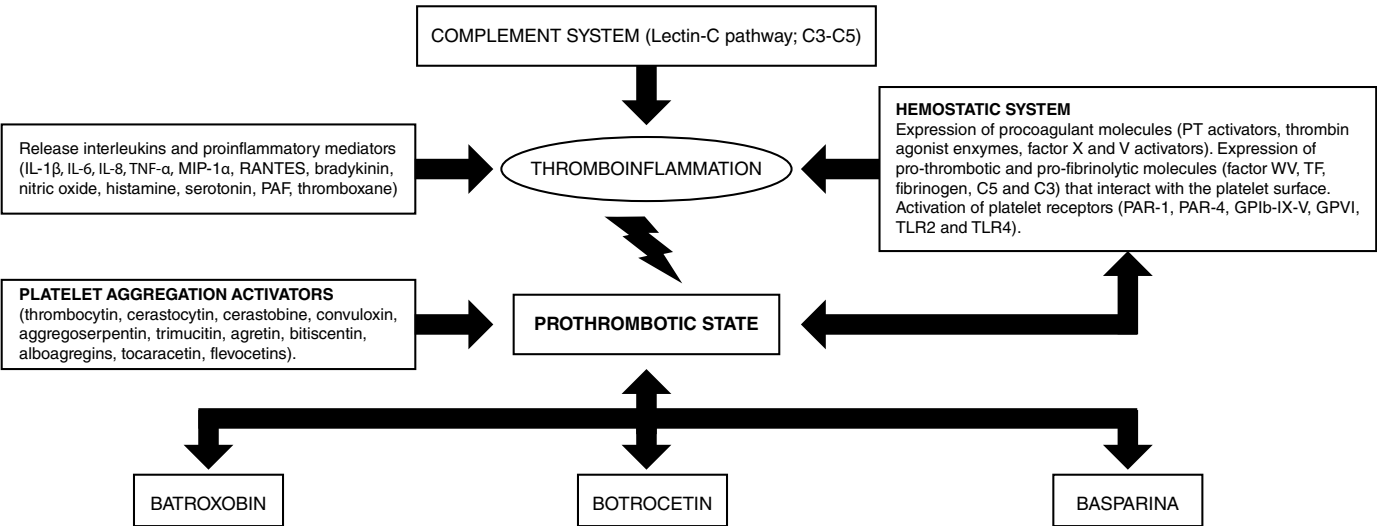 COMPLEMENT SYSTEM (Lectin-C pathway; C3-C5)
Release interleukins and proinflammatory mediators
(IL-1β, IL-6, IL-8, TNF-α, MIP-1α, RANTES, bradykinin,
nitric oxide, histamine, serotonin, PAF, thromboxane)
THROMBOINFLAMMATION
HEMOSTATIC SYSTEM
Expression of procoagulant molecules (PT activators, thrombin
agonist enxymes, factor X and V activators). Expression of
pro-thrombotic and pro-fibrinolytic molecules (factor WV, TF,
fibrinogen, C5 and C3) that interact with the platelet surface.
Activation of platelet receptors (PAR-1, PAR-4, GPIb-IX-V, GPVI,
TLR2 and TLR4).
PLATELET AGGREGATION ACTIVATORS
(thrombocytin, cerastocytin, cerastobine, convuloxin,
aggregoserpentin, trimucitin, agretin, bitiscentin,
alboagregins, tocaracetin, flevocetins).
PROTHROMBOTIC STATE
BATROXOBIN
BOTROCETIN
BASPARINA